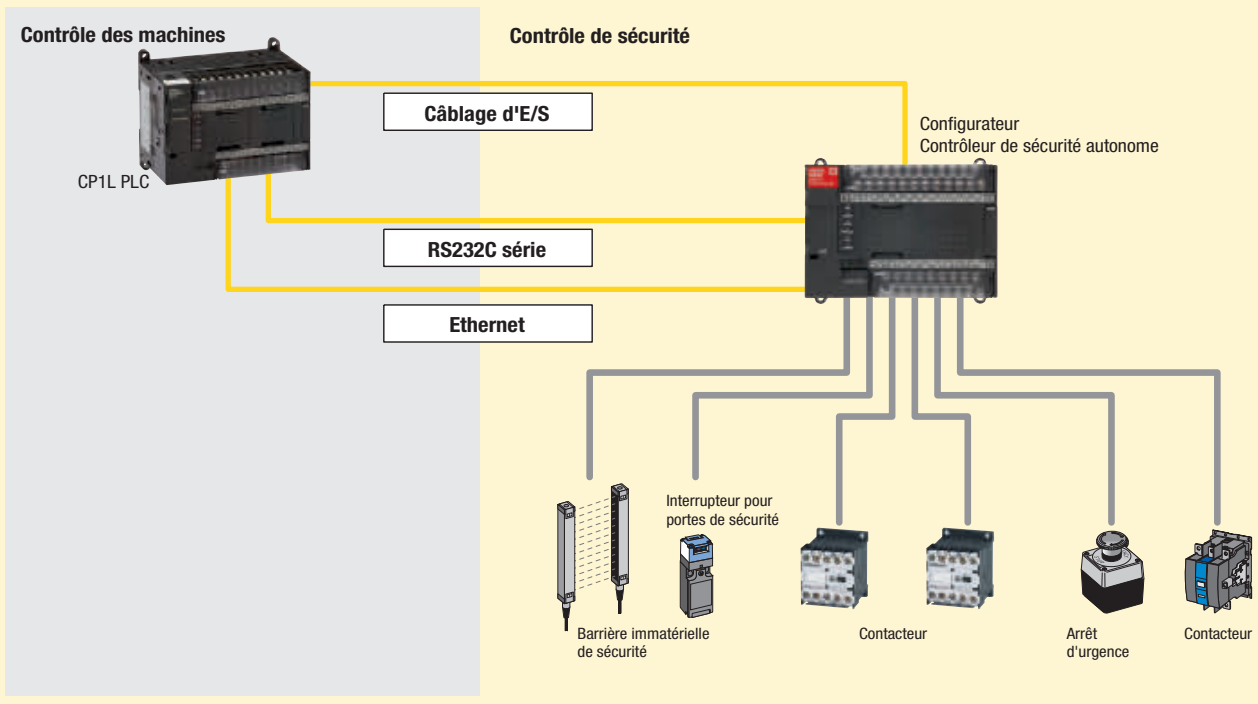 Contrôle des machines
Contrôle de sécurité
Câblage d'E/S
Configurateur
Contrôleur de sécurité autonome
CP1L PLC
RS232C série
Ethernet
Interrupteur pour
portes de sécurité
Barrière immatérielle
de sécurité
Contacteur
Arrêt
d'urgence
Contacteur